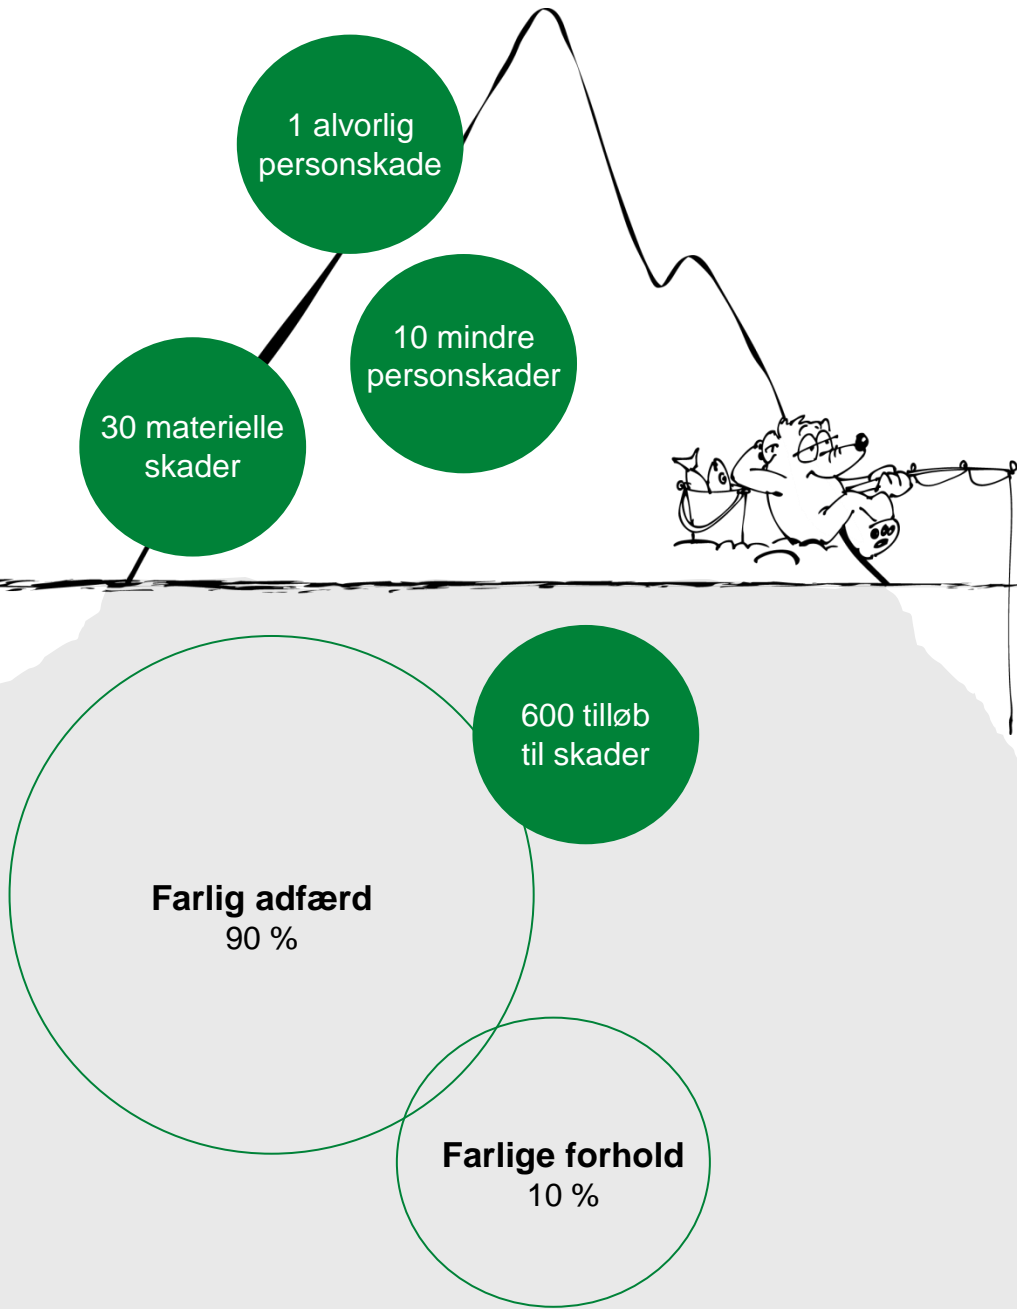 1 alvorlig
personskade
10 mindre
personskader
30 materielle
skader
600 tilløb
til skader
Farlig adfærd
90 %
Farlige forhold
10 %